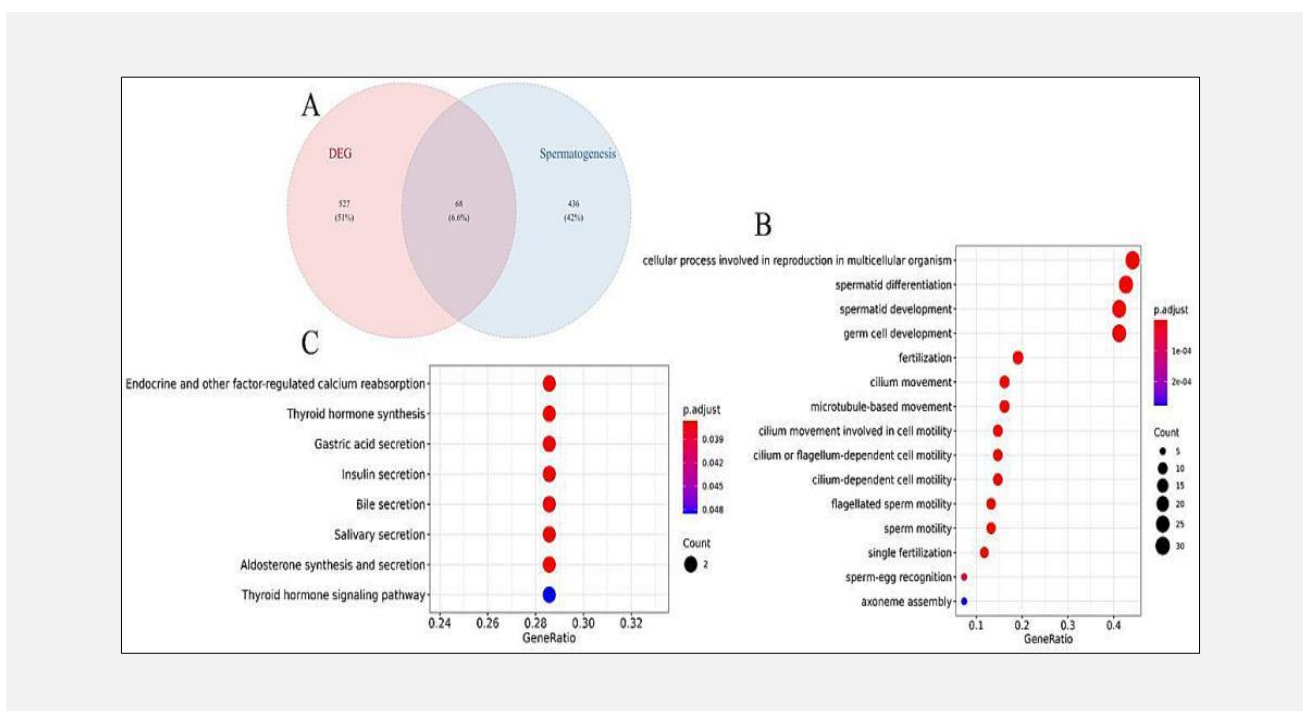 A
DEG
Spermatogenesis
527
(51%)
68
(6.6%)
436
(42%)
B
cellular process involved in reproduction in multicellular organism
spermatid differentiation
spermatid development
germ cell development
fertilization
cilium movement
microtubule-based movement
cilium movement involved in cell motility
cilium or flagellum-dependent cell motility
cilium-dependent cell motility
flagellated sperm motility
sperm motility
single fertilization
sperm-egg recognition
axoneme assembly
0.1 0.2 0.3 0.4
GeneRatio
p.adjust
1e-04
2e-04
Count
5
10
15
20
25
30
C
Endocrine and other factor-regulated calcium reabsorption
Thyroid hormone synthesis
Gastric acid secretion
Insulin secretion
Bile secretion
Salivary secretion
Aldosterone synthesis and secretion
Thyroid hormone signaling pathway
0.24 0.26 0.28 0.30 0.32
GeneRatio
p.adjust
0.039
0.042
0.045
0.048
Count
2